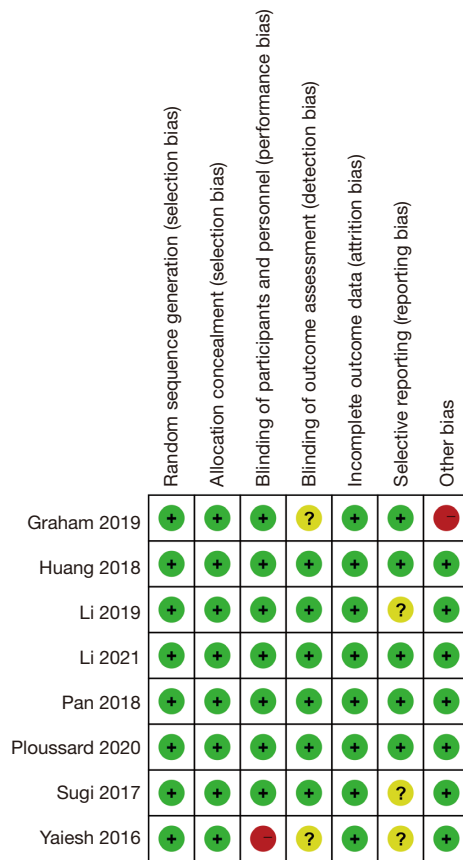 Random sequence generation (selection bias)
Allocation concealment (selection bias)
Blinding of participants and personnel (performance bias)
Blinding of outcome assessment (detection bias)
Incomplete outcome data (attrition bias)
Selective reporting (reporting bias)
Other bias
Graham 2019 + + + ? + + -
Huang 2018 + + + + + + +
Li 2019 + + + + + ? +
Li 2021 + + + + + + +
Pan 2018 + + + + + + +
Ploussard 2020 + + + + + + +
Sugi 2017 + + + + + ? +
Yaiesh 2016 + + - ? + ? +